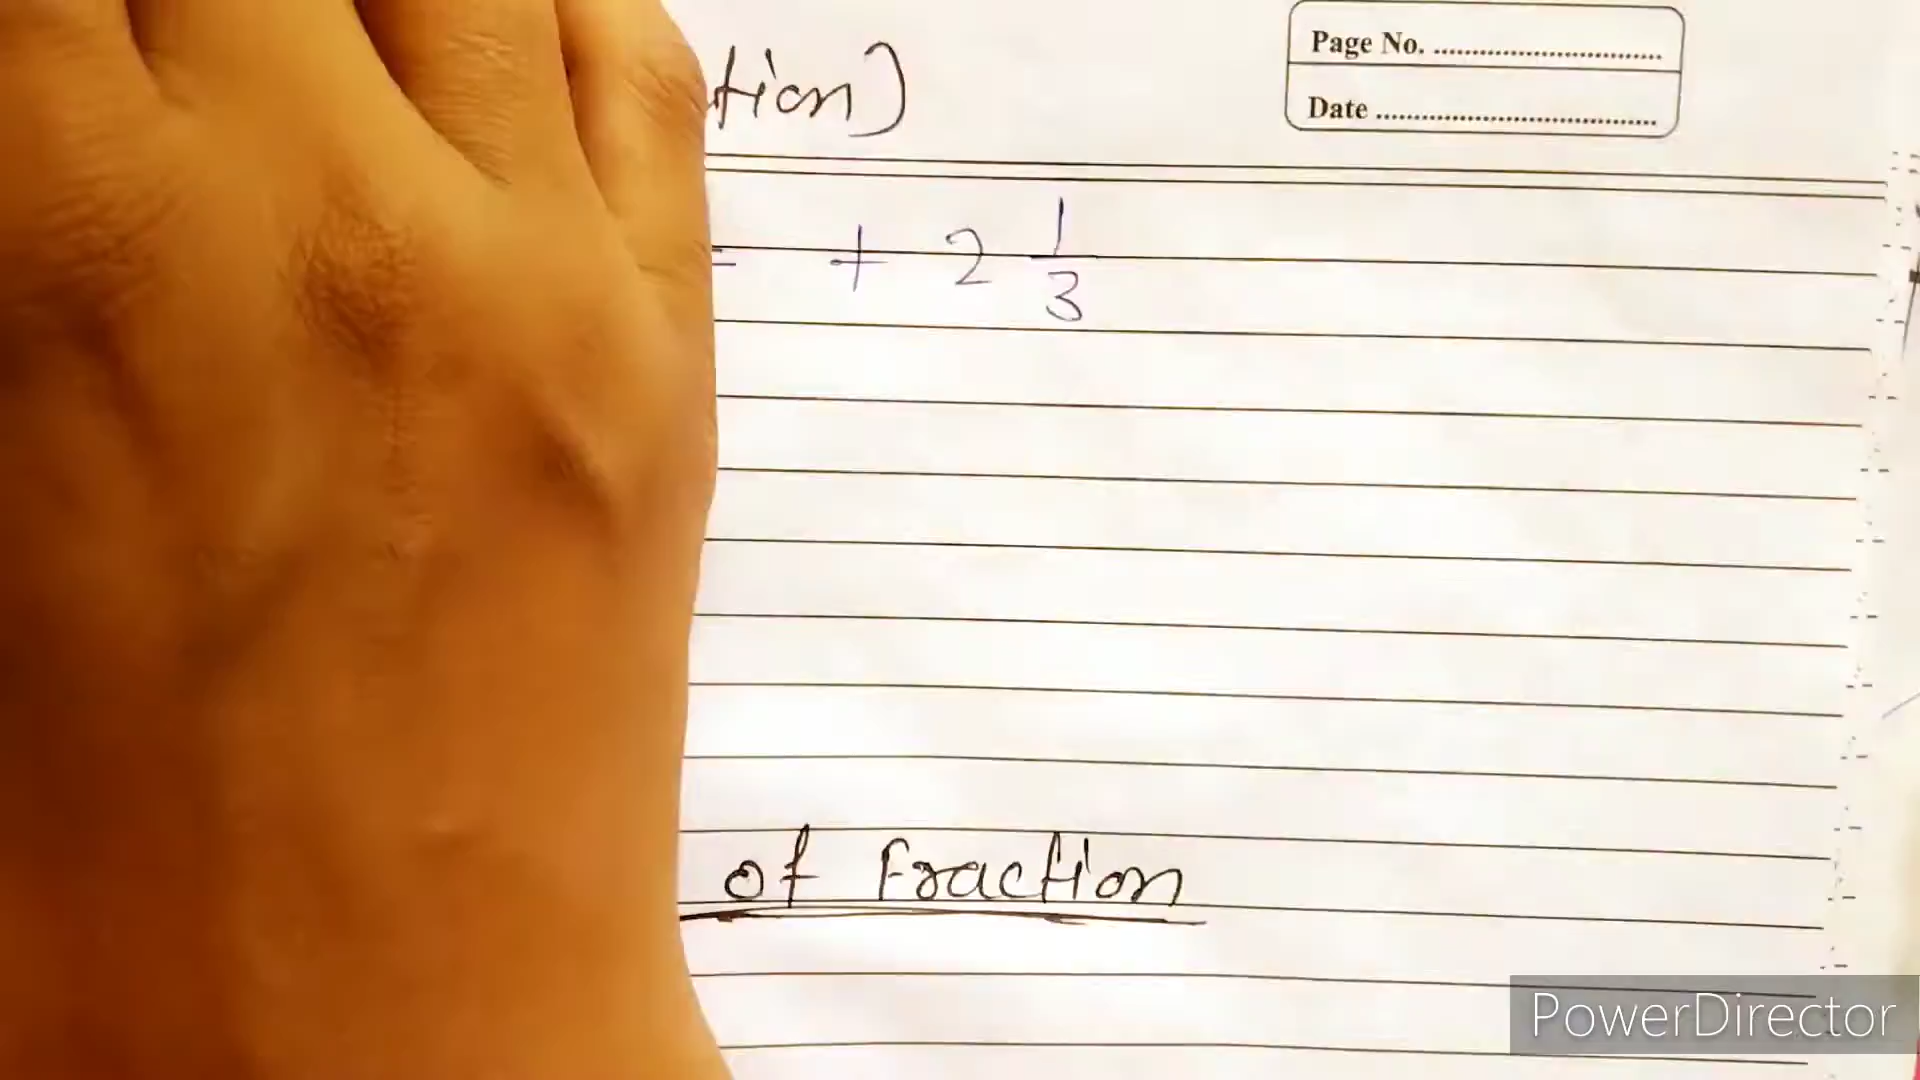 tion)
Page No. ............................
Date ............................
= + 2 1/3
of Fraction
PowerDirector